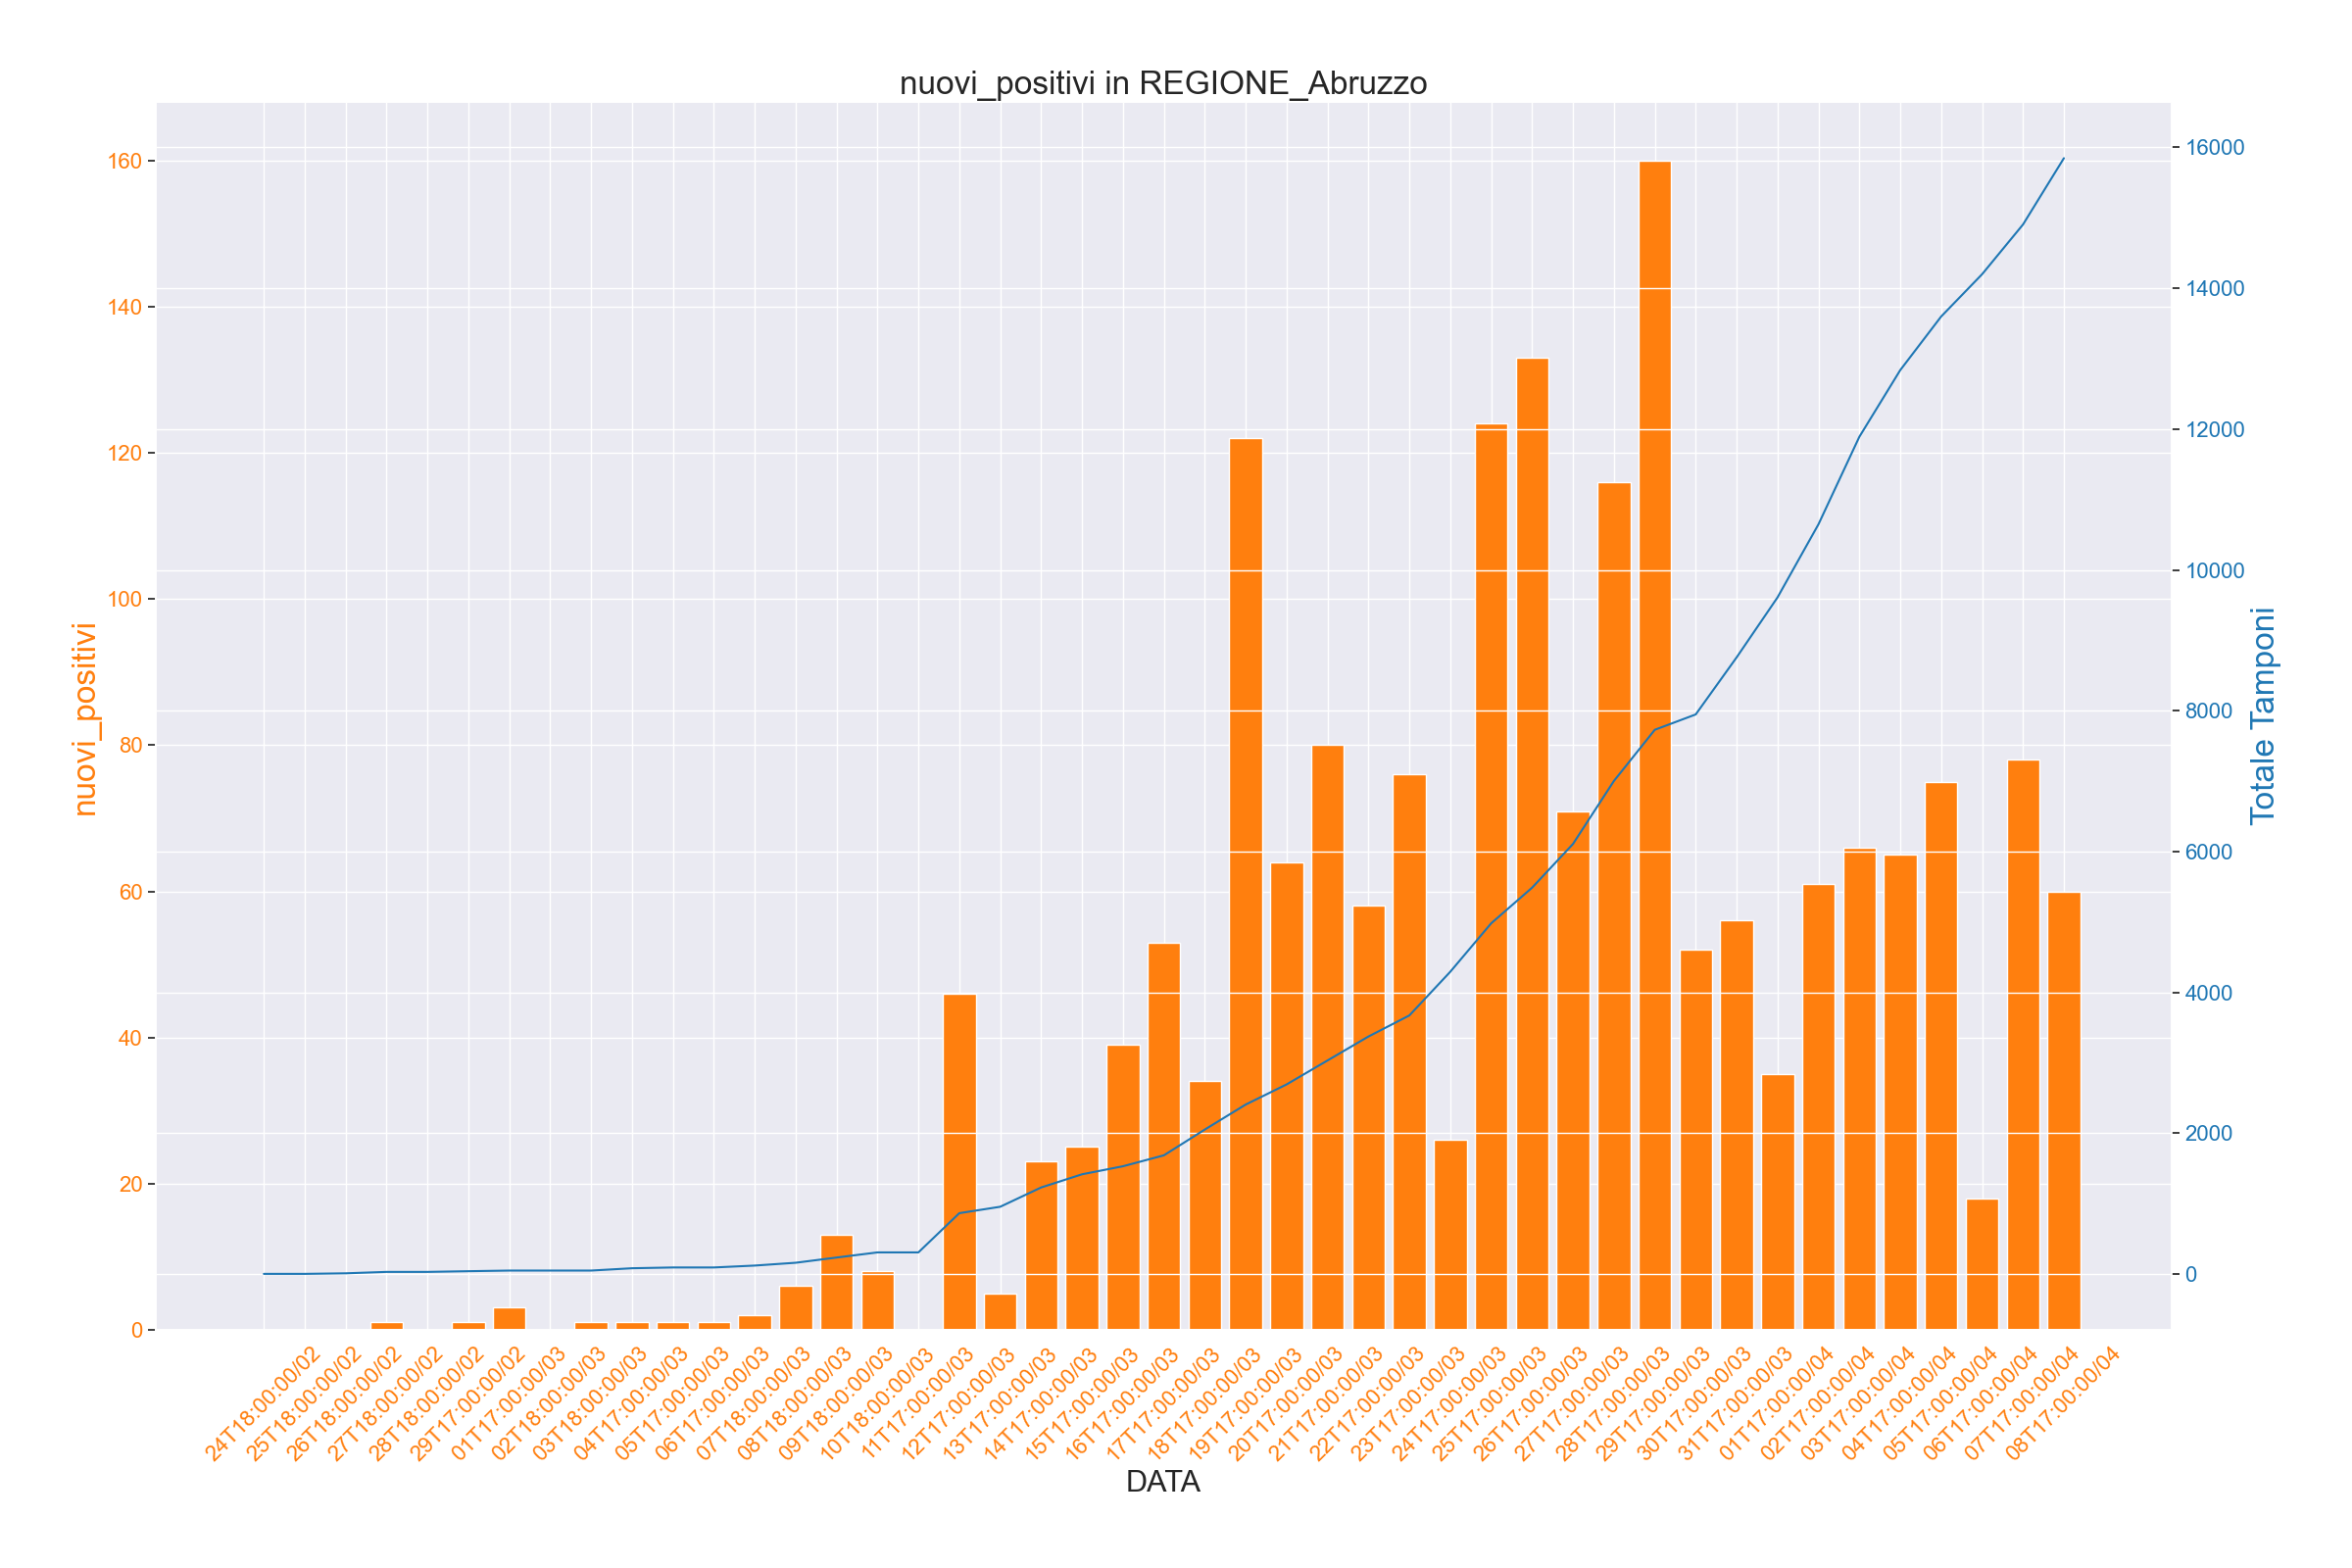 nuovi_positivi in REGIONE_Abruzzo
nuovi_positivi
160
140
120
100
80
60
40
20
0
16000
14000
12000
10000
8000
6000
4000
2000
0
Totale Tamponi
24T18:00:00/02
25T18:00:00/02
26T18:00:00/02
27T18:00:00/02
28T18:00:00/02
29T17:00:00/02
01T17:00:00/03
02T18:00:00/03
03T18:00:00/03
04T17:00:00/03
05T17:00:00/03
06T17:00:00/03
07T18:00:00/03
08T18:00:00/03
09T18:00:00/03
10T18:00:00/03
11T17:00:00/03
12T17:00:00/03
13T17:00:00/03
14T17:00:00/03
15T17:00:00/03
16T17:00:00/03
17T17:00:00/03
18T17:00:00/03
19T17:00:00/03
20T17:00:00/03
21T17:00:00/03
22T17:00:00/03
23T17:00:00/03
24T17:00:00/03
25T17:00:00/03
26T17:00:00/03
27T17:00:00/03
28T17:00:00/03
29T17:00:00/03
30T17:00:00/03
31T17:00:00/03
01T17:00:00/04
02T17:00:00/04
03T17:00:00/04
04T17:00:00/04
05T17:00:00/04
06T17:00:00/04
07T17:00:00/04
08T17:00:00/04
DATA